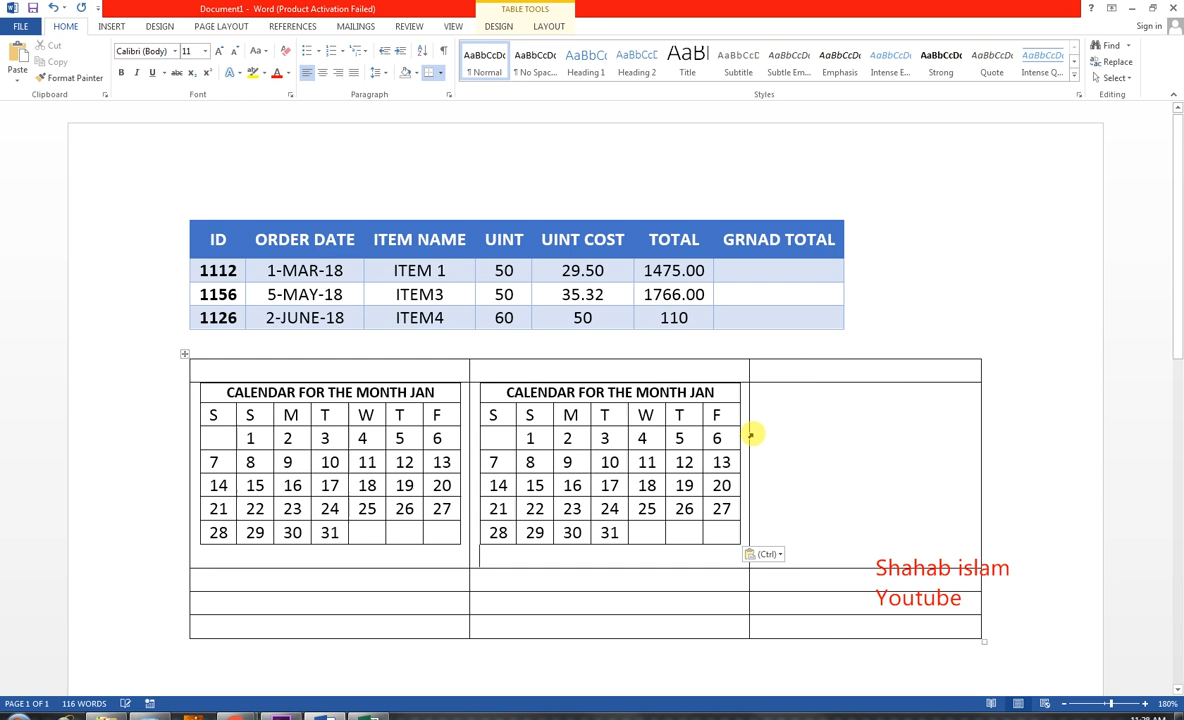 Document1 - Word (Product Activation Failed)
TABLE TOOLS
Sign in
FILE HOME INSERT DESIGN PAGE LAYOUT REFERENCES MAILINGS REVIEW VIEW DESIGN LAYOUT
Paste
Cut
Copy
Format Painter
Clipboard
Calibri (Body) 11
Font
Paragraph
AaBbCcDc AaBbCcDc AaBbCc AaBbCcE AaBl AaBbCcD AaBbCcDc AaBbCcDc AaBbCcDc AaBbCcDc AaBbCcDc AaBbCcDc
¶ Normal ¶ No Spac... Heading 1 Heading 2 Title Subtitle Subtle Em... Emphasis Intense E... Strong Quote Intense Q...
Styles
Find
Replace
Select
Editing
ID ORDER DATE ITEM NAME UINT UINT COST TOTAL GRNAD TOTAL
1112 1-MAR-18 ITEM 1 50 29.50 1475.00
1156 5-MAY-18 ITEM3 50 35.32 1766.00
1126 2-JUNE-18 ITEM4 60 50 110
CALENDAR FOR THE MONTH JAN
S S M T W T F
1 2 3 4 5 6
7 8 9 10 11 12 13
14 15 16 17 18 19 20
21 22 23 24 25 26 27
28 29 30 31
CALENDAR FOR THE MONTH JAN
S S M T W T F
1 2 3 4 5 6
7 8 9 10 11 12 13
14 15 16 17 18 19 20
21 22 23 24 25 26 27
28 29 30 31
(Ctrl)
Shahab islam
Youtube
PAGE 1 OF 1 116 WORDS
180%